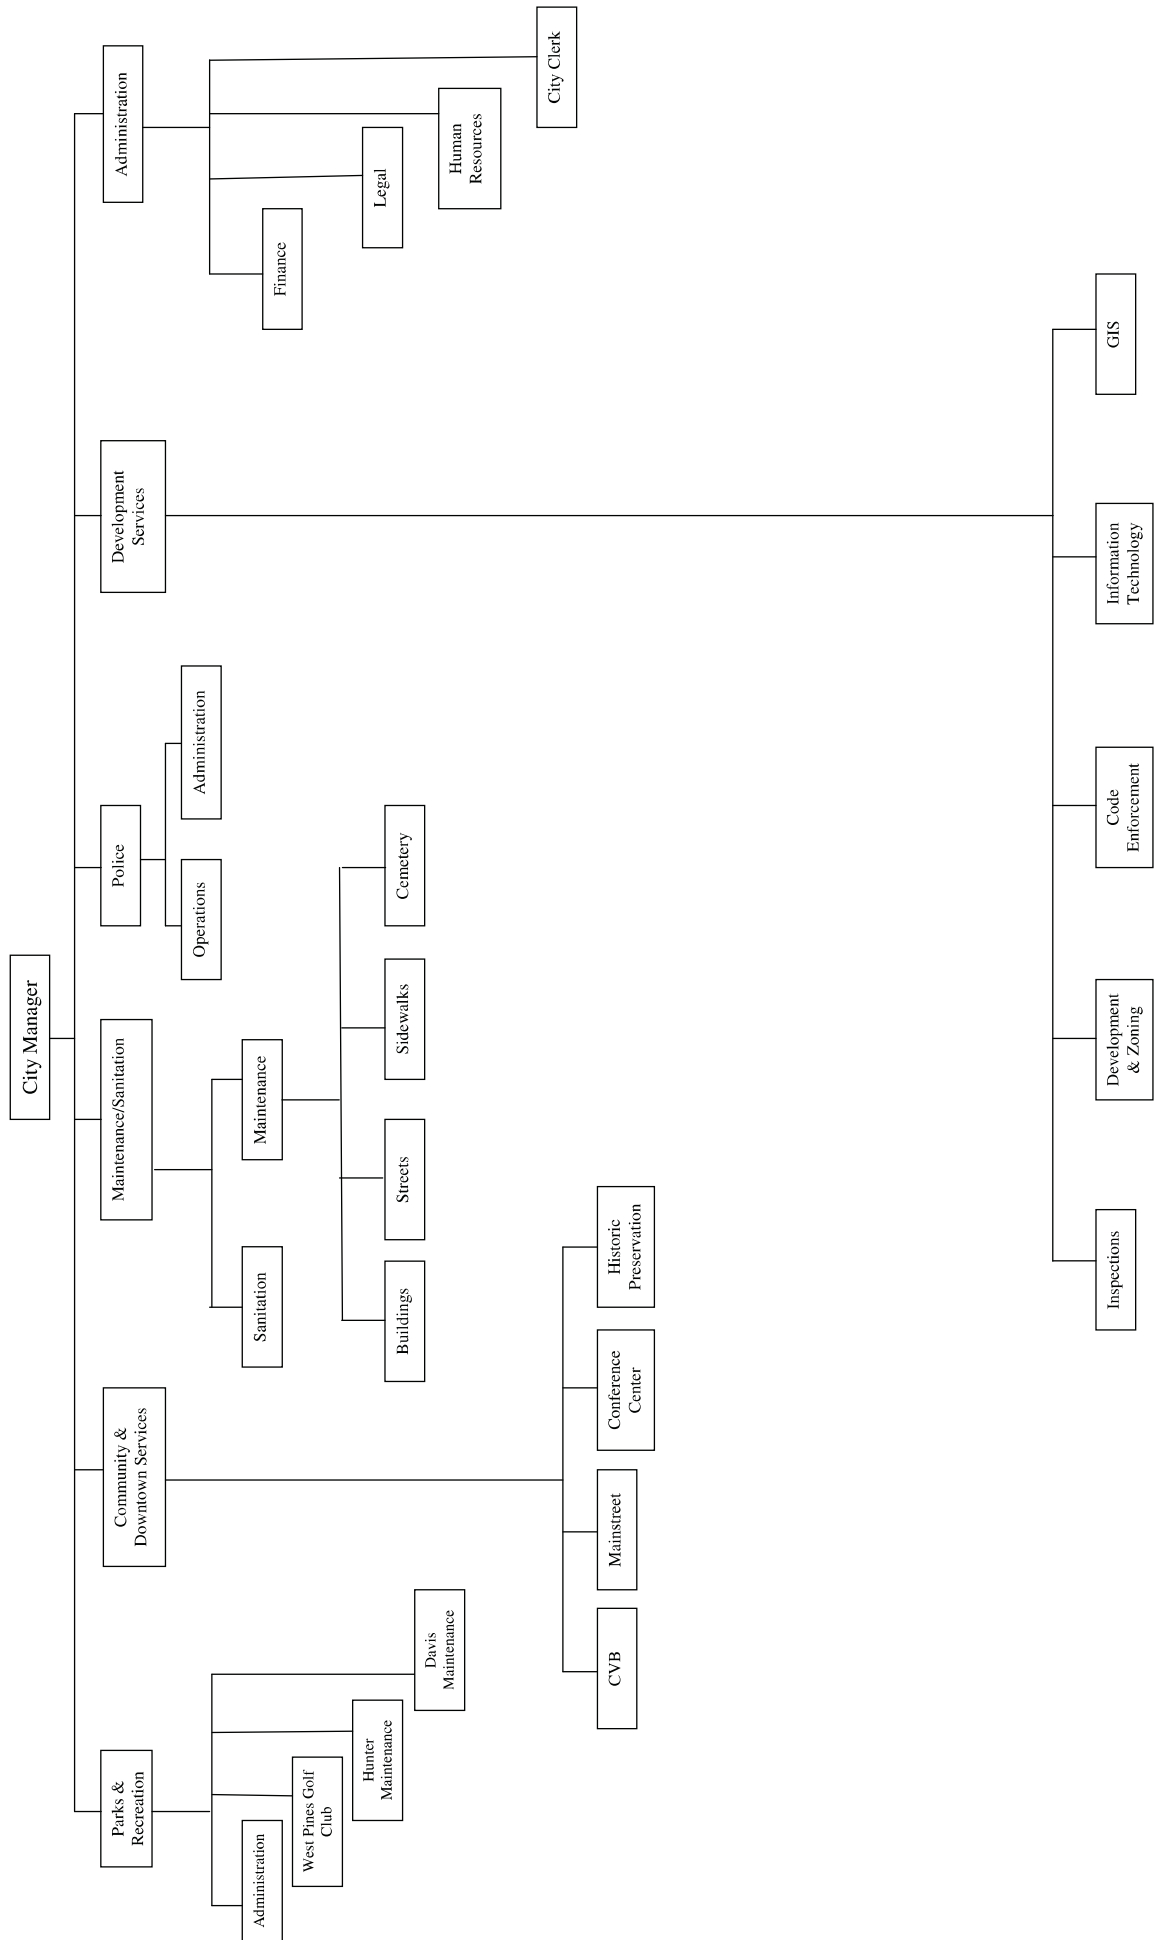 City Manager
Parks &
Recreation
Community &
Downtown Services
Maintenance/Sanitation
Police
Development
Services
Administration
Administration
West Pines Golf
Club
Hunter
Maintenance
Davis
Maintenance
CVB
Mainstreet
Conference
Center
Historic
Preservation
Sanitation
Maintenance
Buildings
Streets
Sidewalks
Cemetery
Operations
Administration
Inspections
Development
& Zoning
Code
Enforcement
Information
Technology
GIS
Finance
Legal
Human
Resources
City Clerk